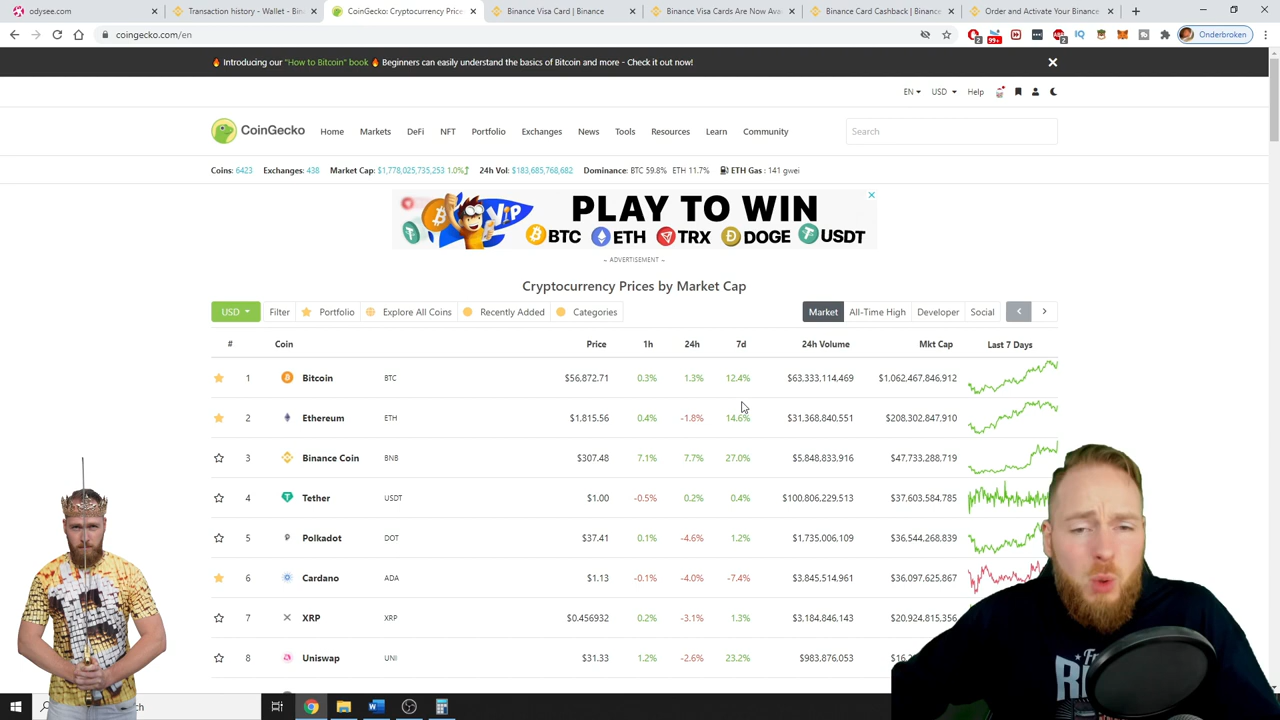 odysee.com
Transaction history - Wallet - Bin
CoinGecko: Cryptocurrency Price
Binance Visa Card | Binance
Binance Visa Cards Are Now Ava
Binance Card Cashback | Binance
Order and Activate Your Binance
coingecko.com/en
2
99+
IQ
2
Onderbroken
Introducing our "How to Bitcoin" book Beginners can easily understand the basics of Bitcoin and more - Check it out now!
EN USD Help
CoinGecko Home Markets DeFi NFT Portfolio Exchanges News Tools Resources Learn Community Search
Coins: 6423 Exchanges: 438 Market Cap: $1,778,025,735,253 1.0% 24h Vol: $183,685,768,682 Dominance: BTC 59.8% ETH 11.7% ETH Gas : 141 gwei
VIP
PLAY TO WIN
BTC ETH TRX DOGE USDT
– ADVERTISEMENT –
Cryptocurrency Prices by Market Cap
USD Filter Portfolio Explore All Coins Recently Added Categories Market All-Time High Developer Social
# Coin Price 1h 24h 7d 24h Volume Mkt Cap Last 7 Days
1 Bitcoin BTC $56,872.71 0.3% 1.3% 12.4% $63,333,114,469 $1,062,467,846,912
2 Ethereum ETH $1,815.56 0.4% -1.8% 14.6% $31,368,840,551 $208,302,847,910
3 Binance Coin BNB $307.48 7.1% 7.7% 27.0% $5,848,833,916 $47,733,288,719
4 Tether USDT $1.00 -0.5% 0.2% 0.4% $100,806,229,513 $37,603,584,785
5 Polkadot DOT $37.41 0.1% -4.6% 1.2% $1,735,006,109 $36,544,268,839
6 Cardano ADA $1.13 -0.1% -4.0% -7.4% $3,845,514,961 $36,097,625,867
7 XRP XRP $0.456932 0.2% -3.1% 1.3% $3,184,846,143 $20,924,815,356
8 Uniswap UNI $31.33 1.2% -2.6% 23.2% $983,876,053 $16,2